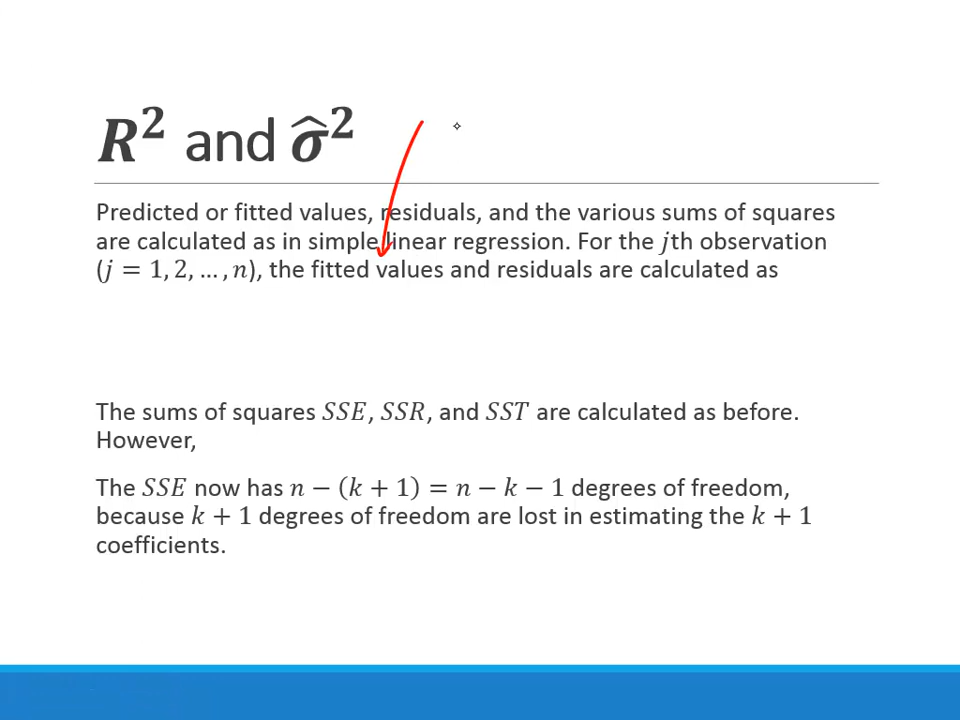 R² and σ̂²
Predicted or fitted values, residuals, and the various sums of squares
are calculated as in simple linear regression. For the jth observation
(j = 1, 2, … , n), the fitted values and residuals are calculated as
The sums of squares SSE, SSR, and SST are calculated as before.
However,
The SSE now has n − (k + 1) = n − k − 1 degrees of freedom,
because k + 1 degrees of freedom are lost in estimating the k + 1
coefficients.